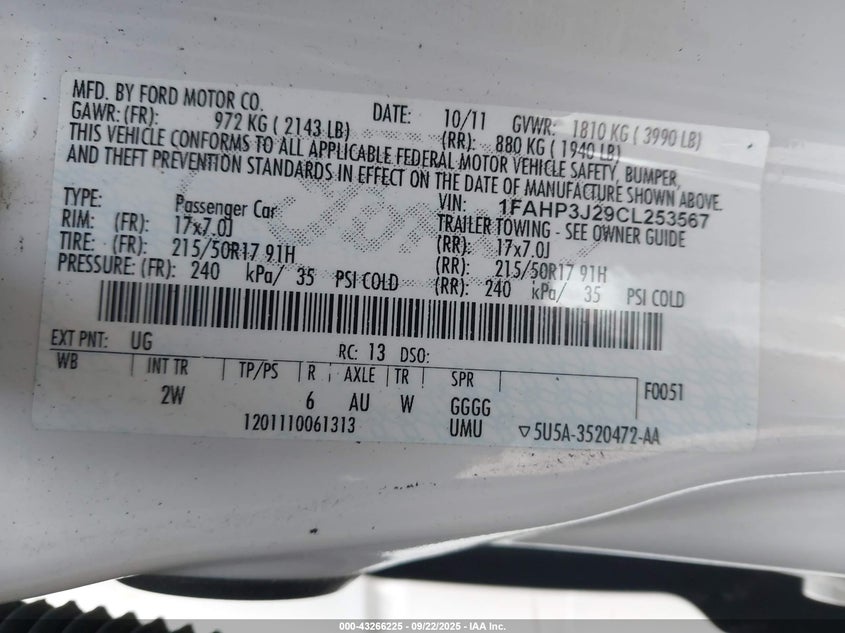 MFD. BY FORD MOTOR CO. DATE: 10/11 GVWR: 1810 KG ( 3990 LB)
GAWR: (FR): 972 KG ( 2143 LB) (RR): 880 KG ( 1940 LB)
THIS VEHICLE CONFORMS TO ALL APPLICABLE FEDERAL MOTOR VEHICLE SAFETY, BUMPER,
AND THEFT PREVENTION STANDARDS IN EFFECT ON THE DATE OF MANUFACTURE SHOWN ABOVE.
VIN: 1FAHP3J29CL253567
TYPE: Passenger Car TRAILER TOWING - SEE OWNER GUIDE
RIM: (FR): 17x7.0J (RR): 17x7.0J
TIRE: (FR): 215/50R17 91H (RR): 215/50R17 91H
PRESSURE: (FR): 240 kPa/ 35 PSI COLD (RR): 240 kPa/ 35 PSI COLD
EXT PNT: UG RC: 13 DSO:
WB INT TR TP/PS R AXLE TR SPR F0051
2W 6 AU W GGGG
1201110061313 UMU ▽5U5A-3520472-AA
000-43266225 - 09/22/2025 - IAA Inc.